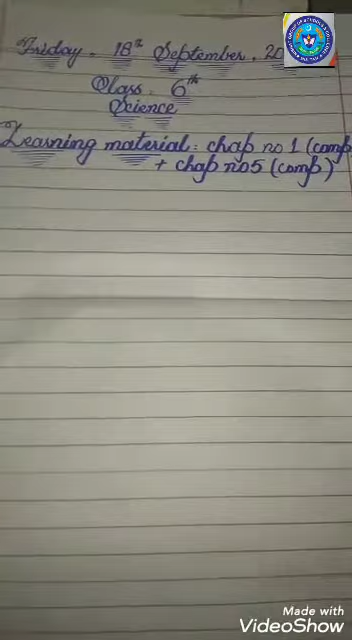 Friday. 18th September. 20
Class. 6th
Science
Learning material: chap no 1 (comp
+ chap no5 (comp)
Made with
VideoShow